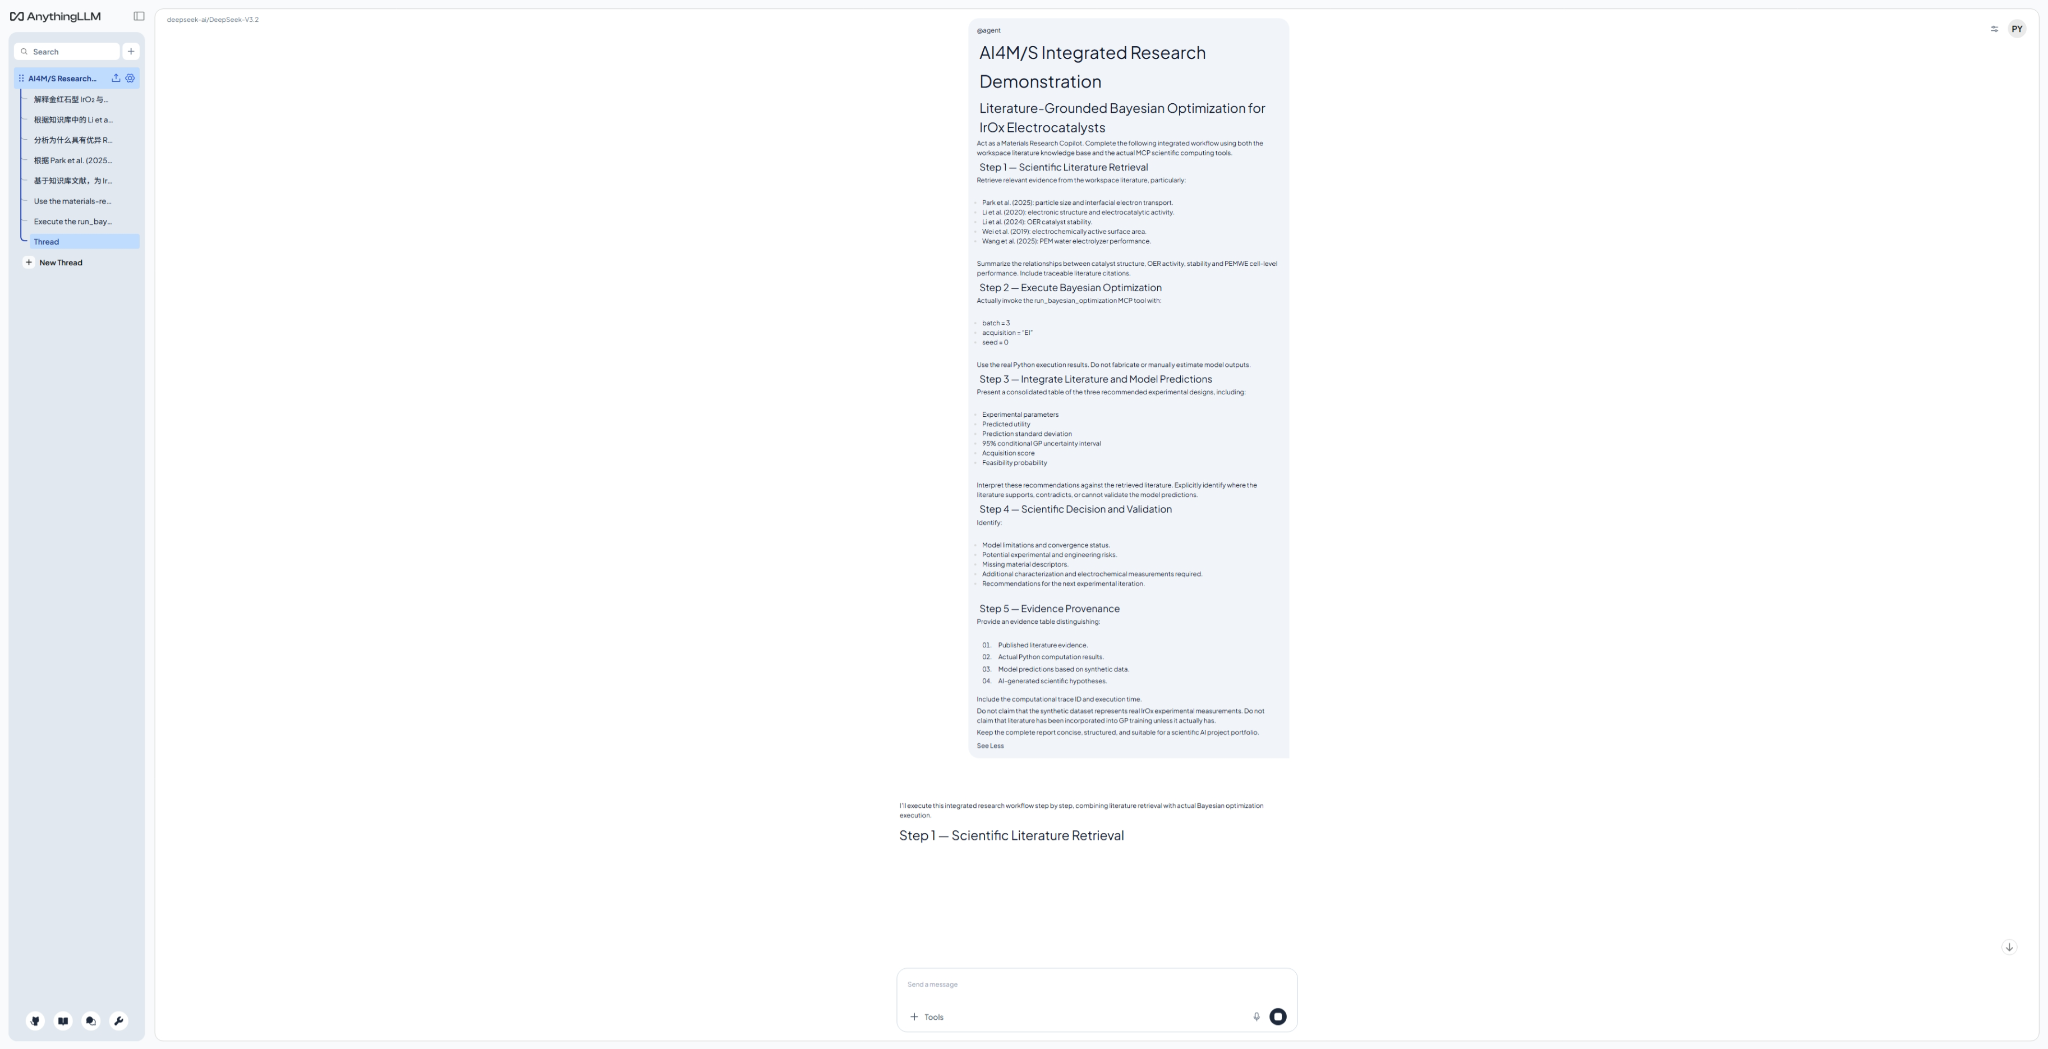 AnythingLLM
Search
AI4M/S Research...
解释金红石型 IrO₂ 与...
根据知识库中的 Li et a...
分析为什么具有优异 R...
根据 Park et al. (2025...
基于知识库文献，为 Ir...
Use the materials-re...
Execute the run_bay...
Thread
New Thread
deepseek-ai/DeepSeek-V3.2
PY
@agent
AI4M/S Integrated Research
Demonstration
Literature-Grounded Bayesian Optimization for
IrOx Electrocatalysts
Act as a Materials Research Copilot. Complete the following integrated workflow using both the
workspace literature knowledge base and the actual MCP scientific computing tools.
Step 1 — Scientific Literature Retrieval
Retrieve relevant evidence from the workspace literature, particularly:
Park et al. (2025): particle size and interfacial electron transport.
Li et al. (2020): electronic structure and electrocatalytic activity.
Li et al. (2024): OER catalyst stability.
Wei et al. (2019): electrochemically active surface area.
Wang et al. (2025): PEM water electrolyzer performance.
Summarize the relationships between catalyst structure, OER activity, stability and PEMWE cell-level
performance. Include traceable literature citations.
Step 2 — Execute Bayesian Optimization
Actually invoke the run_bayesian_optimization MCP tool with:
batch = 3
acquisition = "EI"
seed = 0
Use the real Python execution results. Do not fabricate or manually estimate model outputs.
Step 3 — Integrate Literature and Model Predictions
Present a consolidated table of the three recommended experimental designs, including:
Experimental parameters
Predicted utility
Prediction standard deviation
95% conditional GP uncertainty interval
Acquisition score
Feasibility probability
Interpret these recommendations against the retrieved literature. Explicitly identify where the
literature supports, contradicts, or cannot validate the model predictions.
Step 4 — Scientific Decision and Validation
Identify:
Model limitations and convergence status.
Potential experimental and engineering risks.
Missing material descriptors.
Additional characterization and electrochemical measurements required.
Recommendations for the next experimental iteration.
Step 5 — Evidence Provenance
Provide an evidence table distinguishing:
01. Published literature evidence.
02. Actual Python computation results.
03. Model predictions based on synthetic data.
04. AI-generated scientific hypotheses.
Include the computational trace ID and execution time.
Do not claim that the synthetic dataset represents real IrOx experimental measurements. Do not
claim that literature has been incorporated into GP training unless it actually has.
Keep the complete report concise, structured, and suitable for a scientific AI project portfolio.
See Less
I'll execute this integrated research workflow step by step, combining literature retrieval with actual Bayesian optimization
execution.
Step 1 — Scientific Literature Retrieval
Send a message
Tools